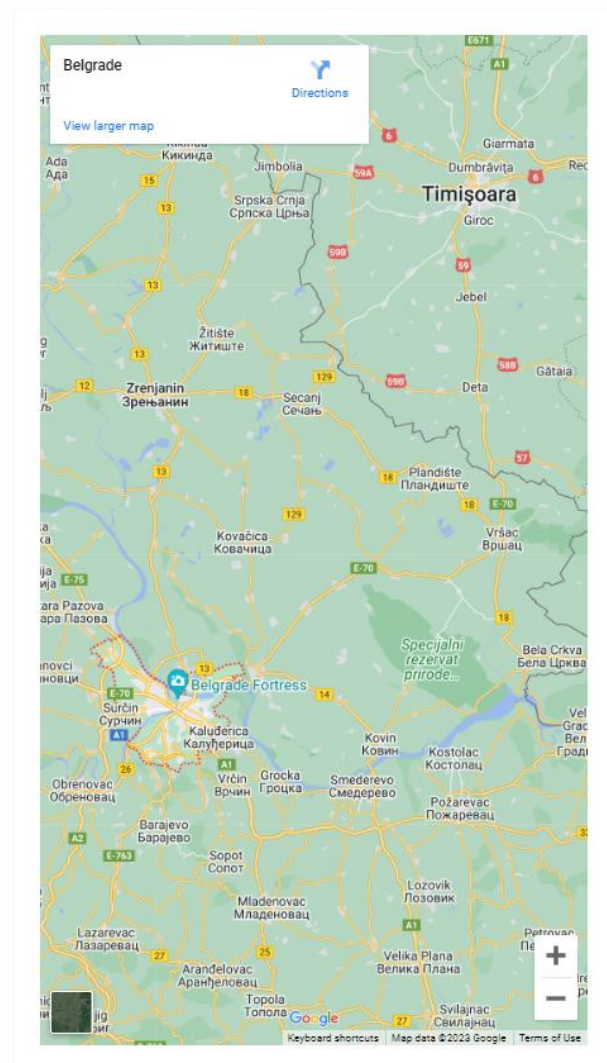 Belgrade
Directions
View larger map
E671
A1
6
Giarmata
Кикинда
Ada
Ада
Jimbolia
59A
Dumbrăvița
6
15
Timișoara
13
Srpska Crnja
Српска Црња
Giroc
59B
59
13
Jebel
Žitište
Житиште
13
58B
Gătaia
129
59B
12
Zrenjanin
Зрењанин
18
Secanj
Сечањ
Deta
57
13
18
Plandište
Пландиште
18
E-70
129
Kovačica
Ковачица
Vršac
Вршац
E-70
E-75
18
Specijalni
rezervat
prirode...
Bela Crkva
Бела Црква
13
Belgrade Fortress
E-70
14
Surčin
Сурчин
A1
Kaluđerica
Калуђерица
Kovin
Ковин
Kostolac
Костолац
A1
26
Vrčin
Врчин
Grocka
Гроцка
Smederevo
Смедерево
Obrenovac
Обреновац
Požarevac
Пожаревац
Barajevo
Барајево
A2
E-763
Sopot
Сопот
Lozovik
Лозовик
Mladenovac
Младеновац
A1
Lazarevac
Лазаревац
Petrovac
27
25
Velika Plana
Велика Плана
Aranđelovac
Аранђеловац
Topola
Топола
Google
27
Svilajnac
Свилајнац
Keyboard shortcuts Map data ©2023 Google Terms of Use